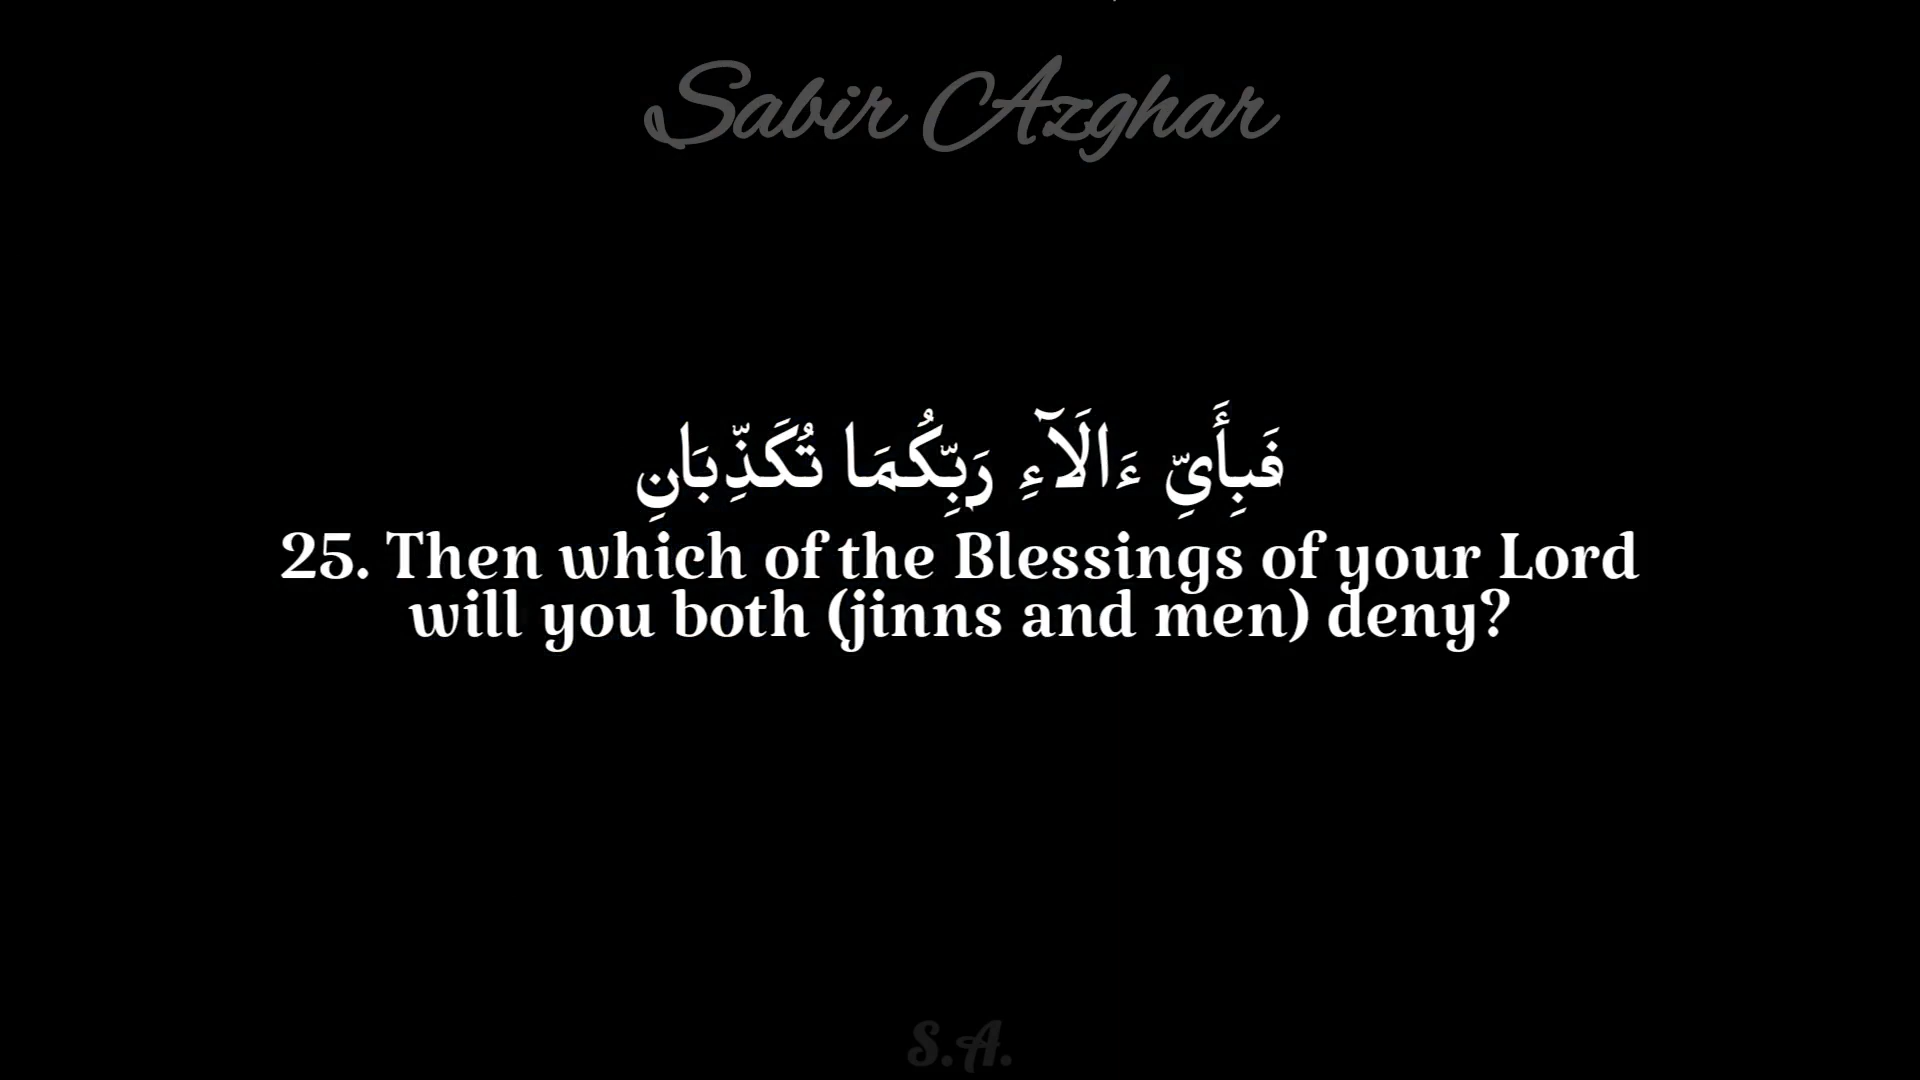 Sabir Azghar
فَبِأَيِّ ءَالَآءِ رَبِّكُمَا تُكَذِّبَانِ
25. Then which of the Blessings of your Lord
will you both (jinns and men) deny?
S.A.